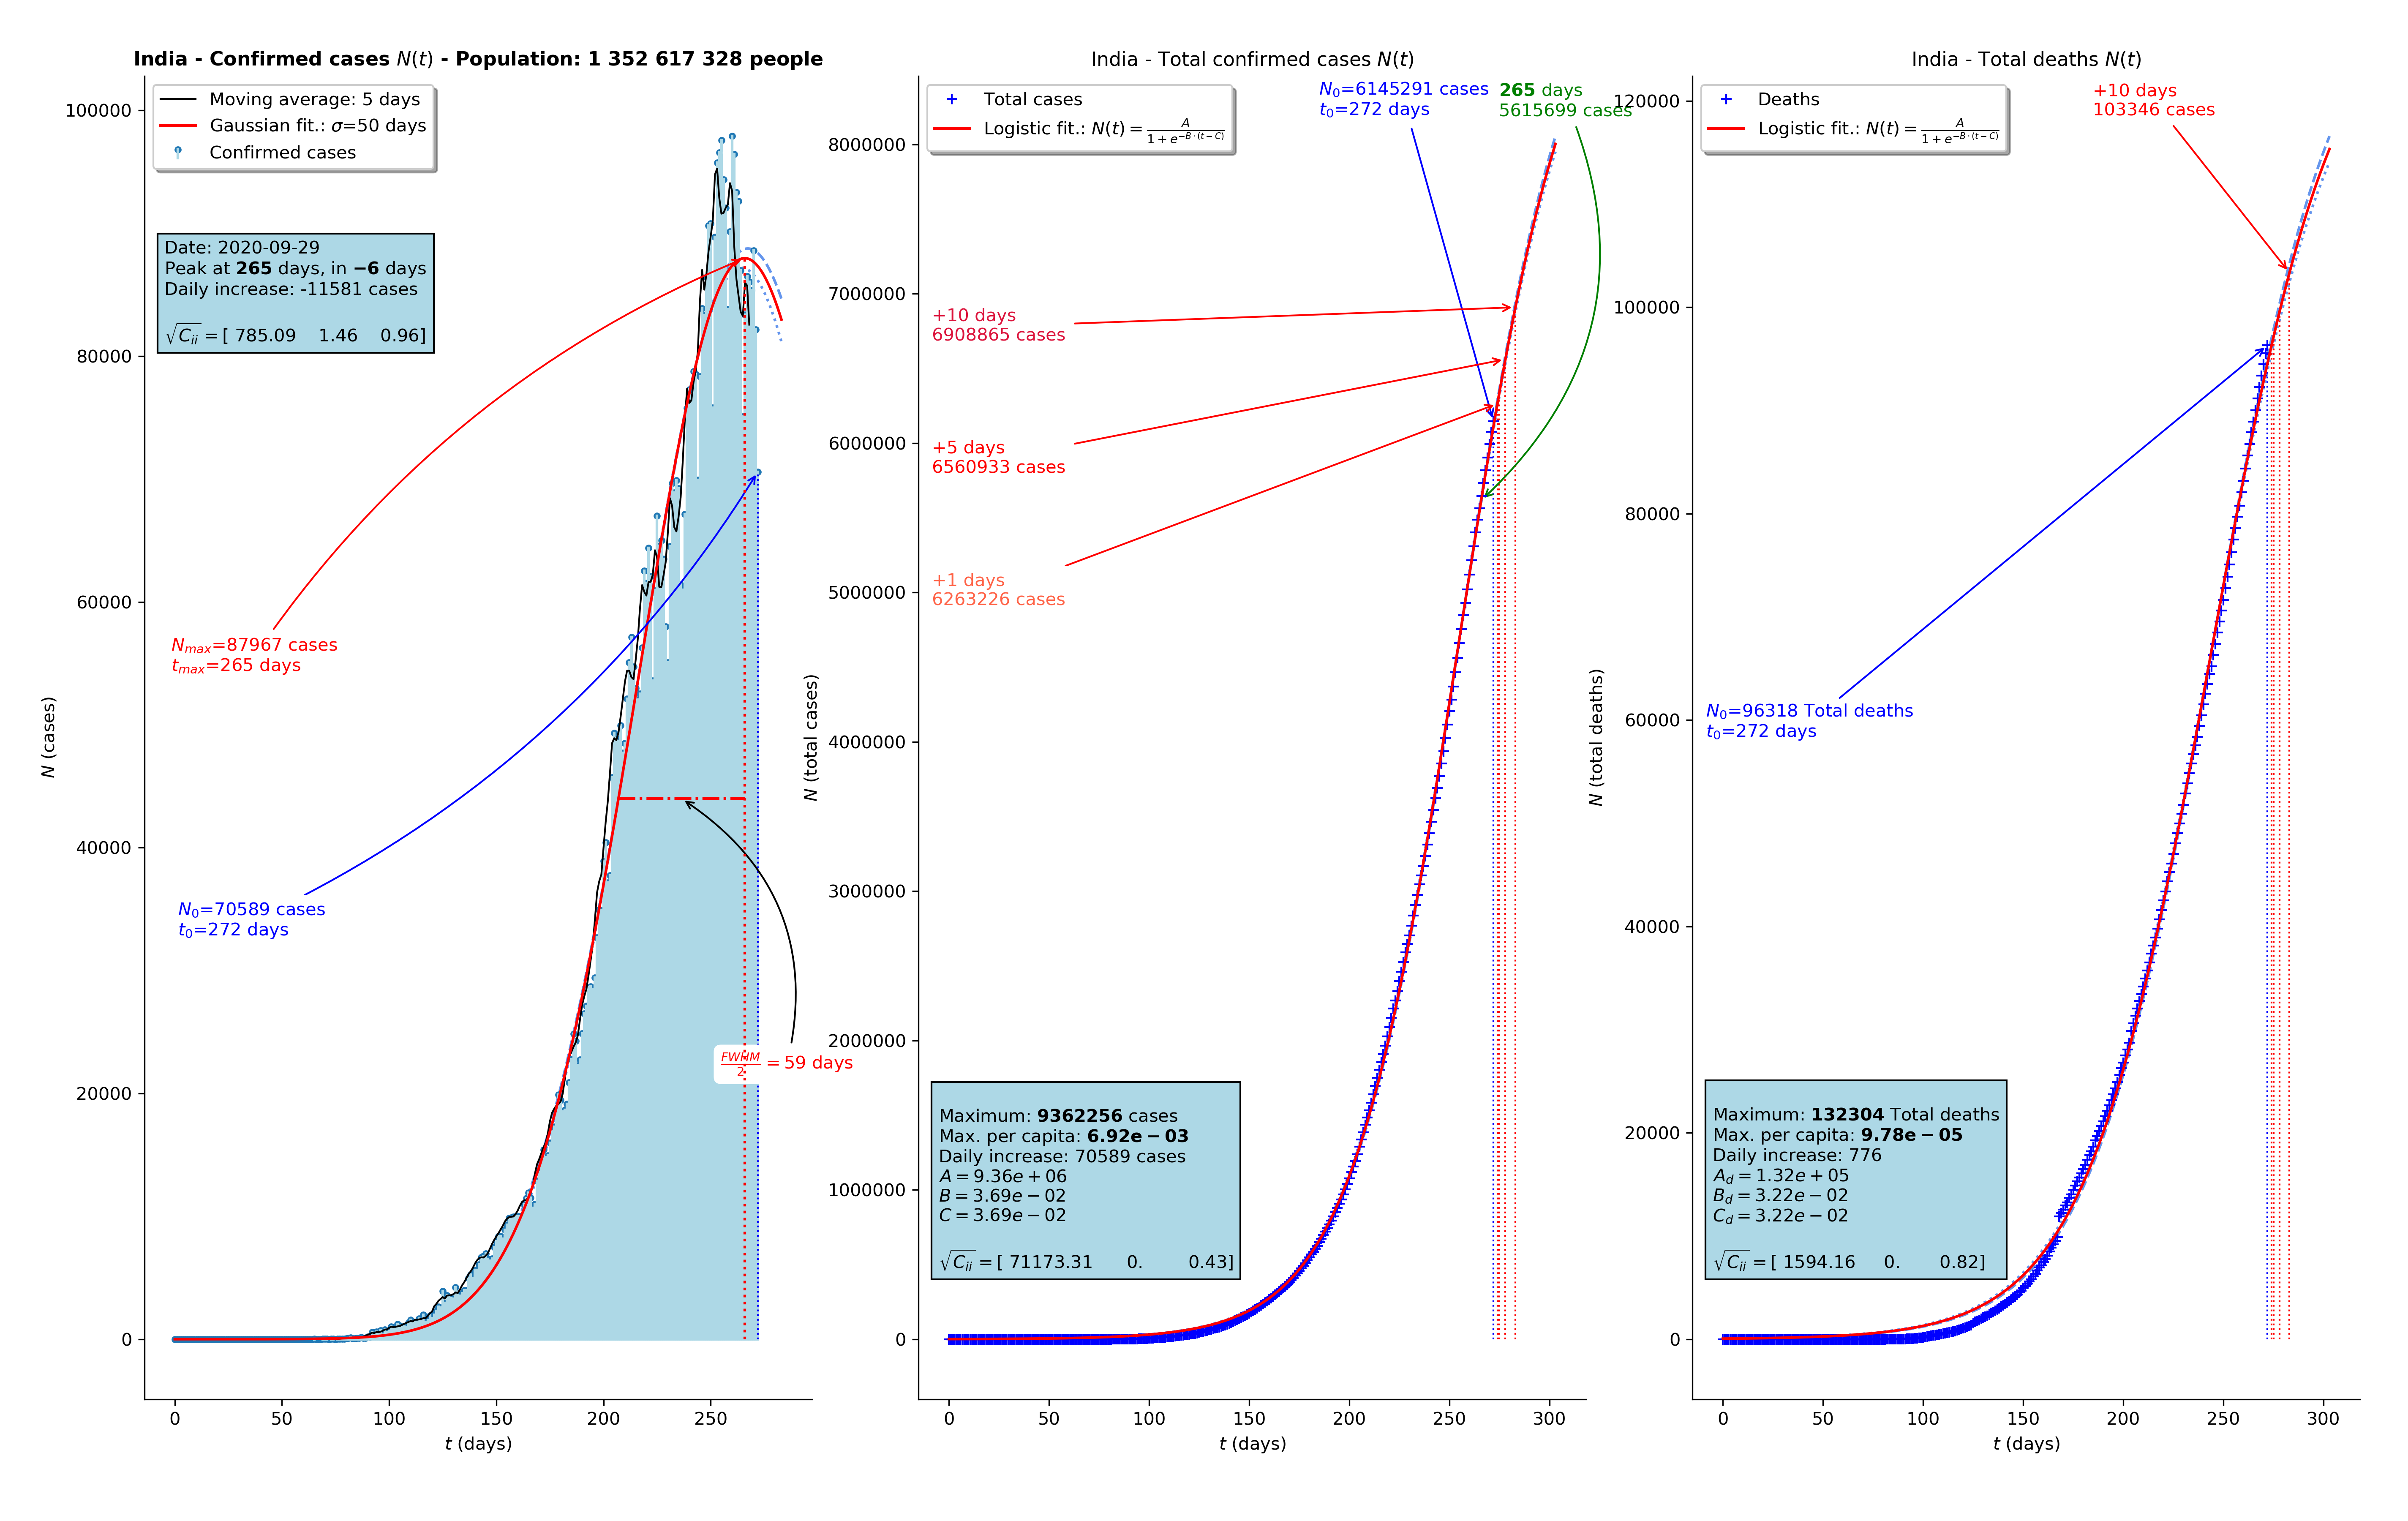 India - Confirmed cases N(t) - Population: 1 352 617 328 people
Moving average: 5 days
Gaussian fit.: σ=50 days
Confirmed cases
Date: 2020-09-29
Peak at 265 days, in −6 days
Daily increase: -11581 cases
√C_ii = [ 785.09 1.46 0.96]
N_max=87967 cases
t_max=265 days
N_0=70589 cases
t_0=272 days
FWHM/2 = 59 days
N (cases)
100000
80000
60000
40000
20000
0
0 50 100 150 200 250
t (days)
India - Total confirmed cases N(t)
Total cases
Logistic fit.: N(t) = A/(1 + e^(−B·(t−C)))
N_0=6145291 cases
t_0=272 days
265 days
5615699 cases
+10 days
6908865 cases
+5 days
6560933 cases
+1 days
6263226 cases
Maximum: 9362256 cases
Max. per capita: 6.92e − 03
Daily increase: 70589 cases
A = 9.36e + 06
B = 3.69e − 02
C = 3.69e − 02
√C_ii = [ 71173.31 0. 0.43]
N (total cases)
8000000
7000000
6000000
5000000
4000000
3000000
2000000
1000000
0
0 50 100 150 200 250 300
t (days)
India - Total deaths N(t)
Deaths
Logistic fit.: N(t) = A/(1 + e^(−B·(t−C)))
+10 days
103346 cases
N_0=96318 Total deaths
t_0=272 days
Maximum: 132304 Total deaths
Max. per capita: 9.78e − 05
Daily increase: 776
A_d = 1.32e + 05
B_d = 3.22e − 02
C_d = 3.22e − 02
√C_ii = [ 1594.16 0. 0.82]
N (total deaths)
120000
100000
80000
60000
40000
20000
0
0 50 100 150 200 250 300
t (days)